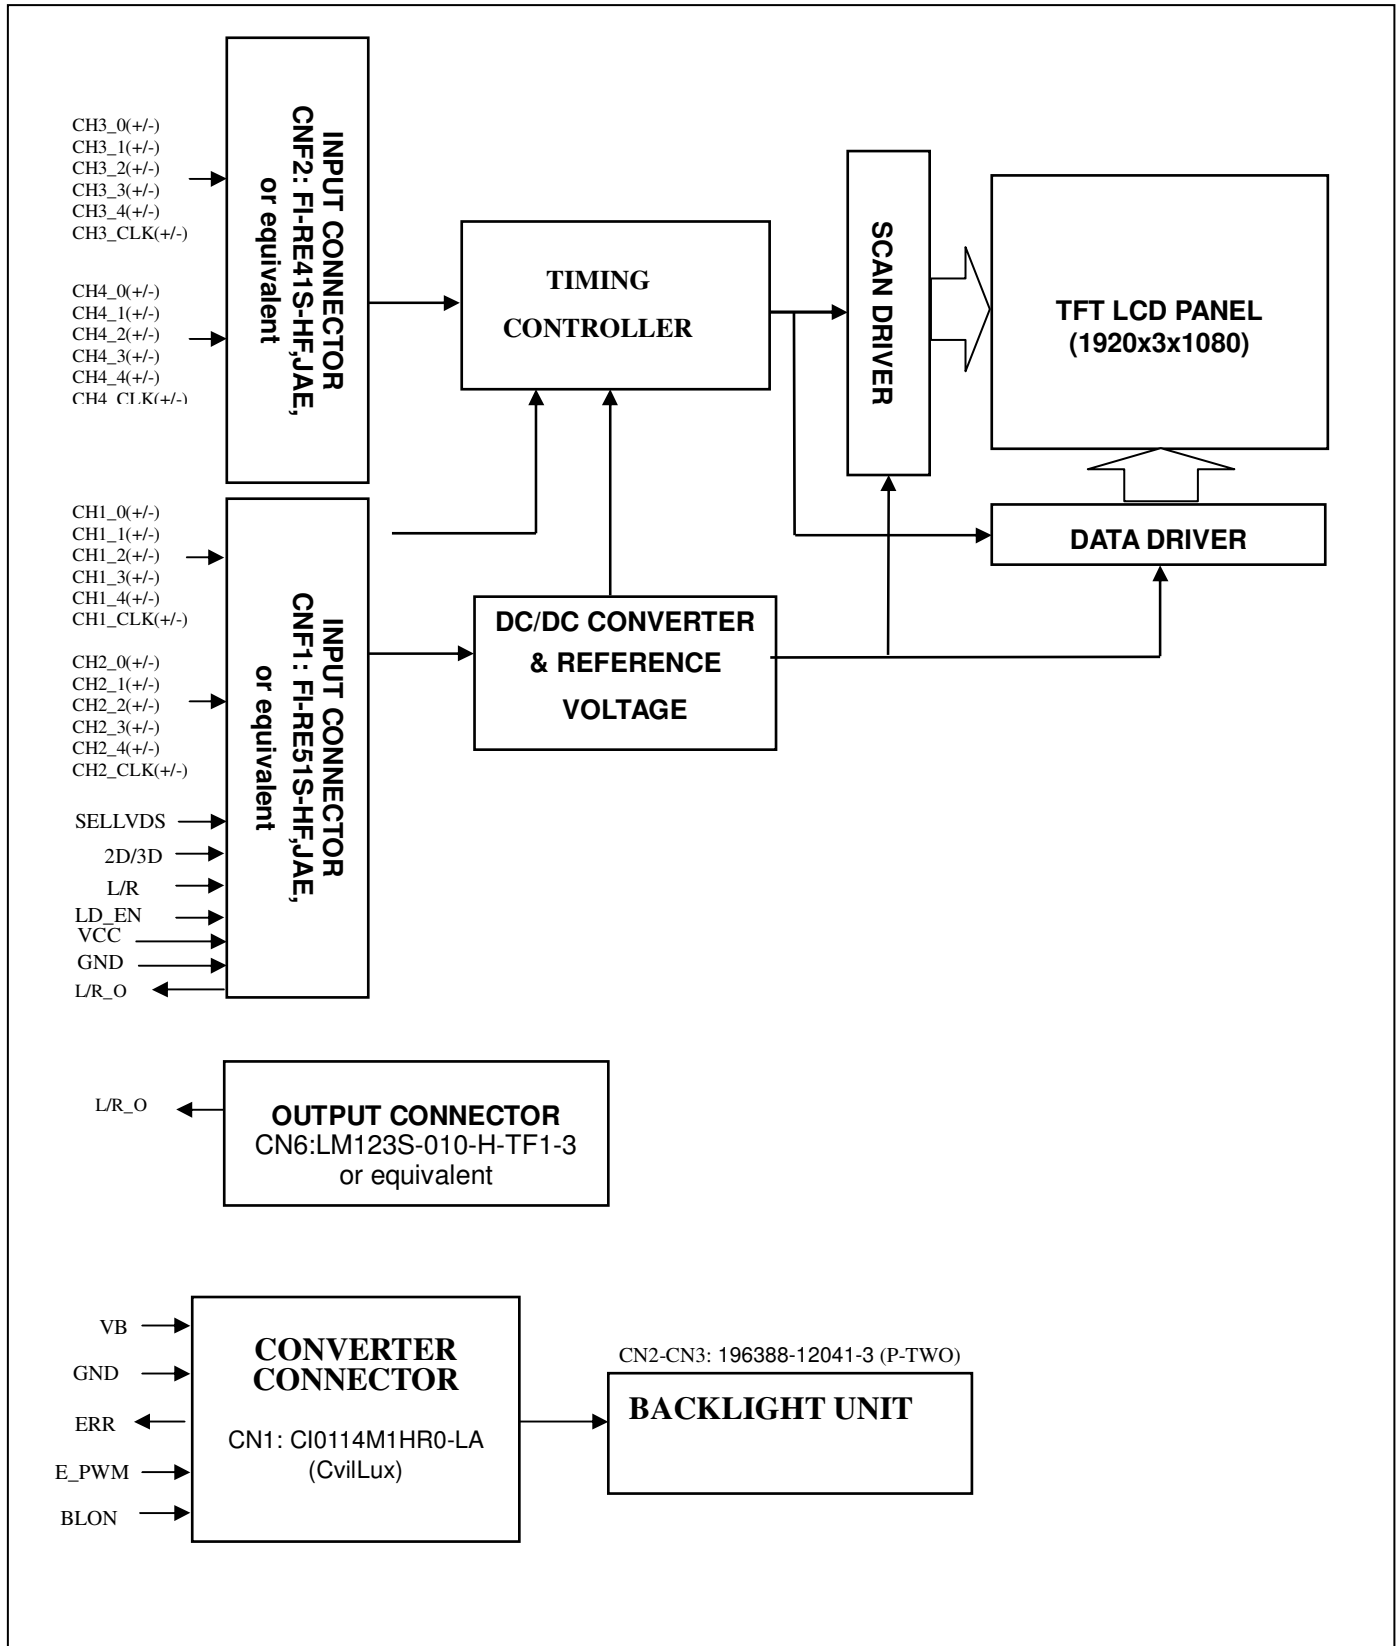 CH3_0(+/-)
CH3_1(+/-)
CH3_2(+/-)
CH3_3(+/-)
CH3_4(+/-)
CH3_CLK(+/-)
CH4_0(+/-)
CH4_1(+/-)
CH4_2(+/-)
CH4_3(+/-)
CH4_4(+/-)
CH4_CLK(+/-)
INPUT CONNECTOR
CNF2: FI-RE41S-HF,JAE,
or equivalent
TIMING
CONTROLLER
SCAN DRIVER
TFT LCD PANEL
(1920x3x1080)
DATA DRIVER
CH1_0(+/-)
CH1_1(+/-)
CH1_2(+/-)
CH1_3(+/-)
CH1_4(+/-)
CH1_CLK(+/-)
CH2_0(+/-)
CH2_1(+/-)
CH2_2(+/-)
CH2_3(+/-)
CH2_4(+/-)
CH2_CLK(+/-)
SELLVDS
2D/3D
L/R
LD_EN
VCC
GND
L/R_O
INPUT CONNECTOR
CNF1: FI-RE51S-HF,JAE,
or equivalent
DC/DC CONVERTER
& REFERENCE
VOLTAGE
L/R_O
OUTPUT CONNECTOR
CN6:LM123S-010-H-TF1-3
or equivalent
VB
GND
ERR
E_PWM
BLON
CONVERTER
CONNECTOR
CN1: CI0114M1HR0-LA
(CvilLux)
CN2-CN3: 196388-12041-3 (P-TWO)
BACKLIGHT UNIT